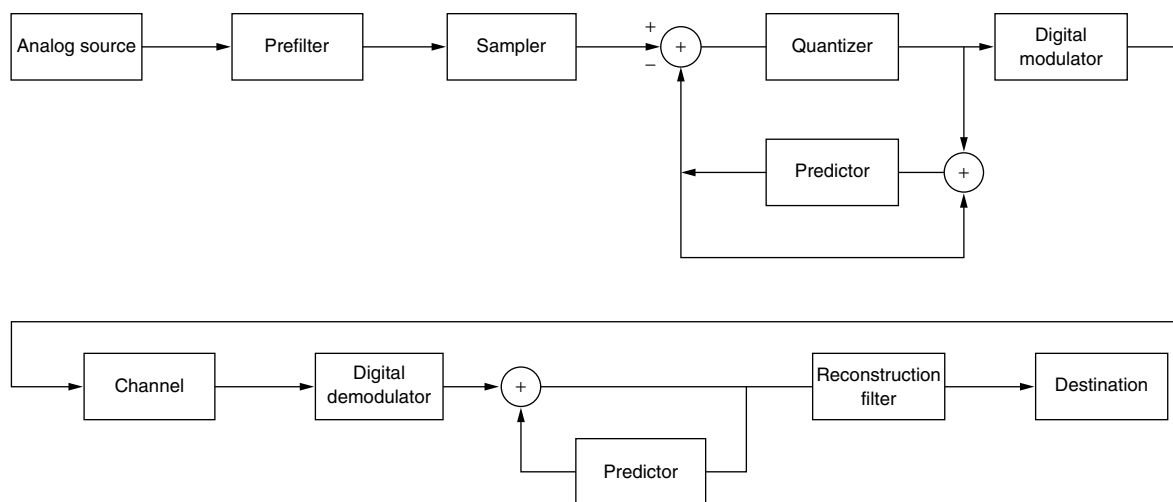 Analog source
Prefilter
Sampler
+
−
+
Quantizer
Digital
modulator
Predictor
+
Channel
Digital
demodulator
+
Reconstruction
filter
Destination
Predictor